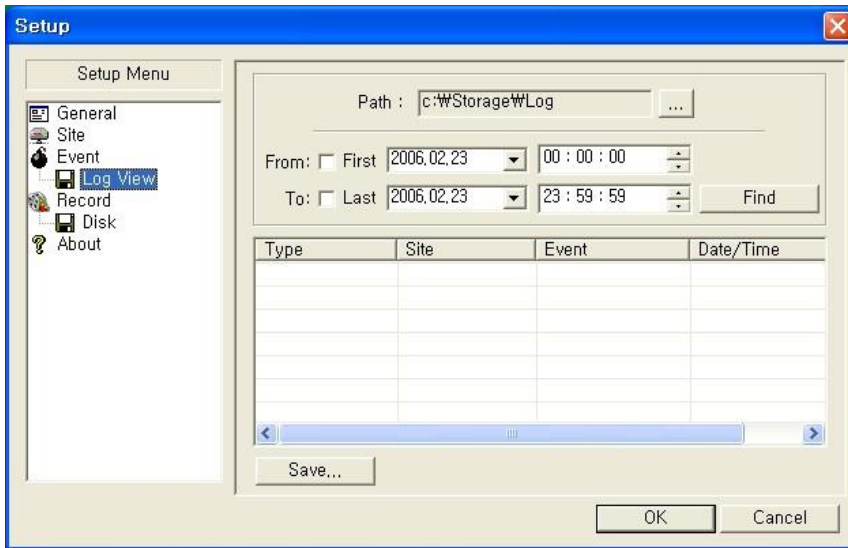 Setup
Setup Menu
General
Site
Event
Log View
Record
Disk
About
Path : c:₩Storage₩Log ...
From: First 2006,02,23 00 : 00 : 00
To: Last 2006,02,23 23 : 59 : 59 Find
Type Site Event Date/Time
Save,,,
OK Cancel